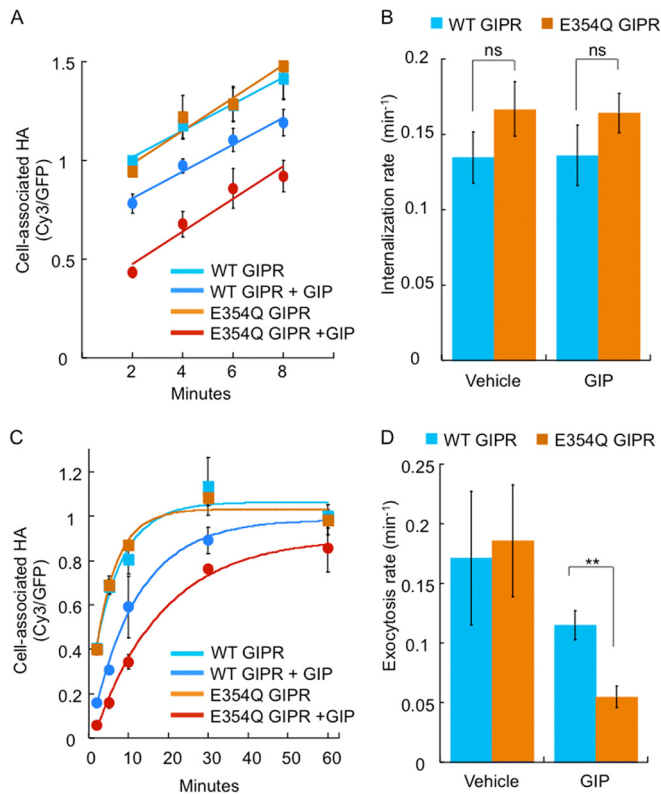 A
1.5
1
0.5
0
Cell-associated HA
(Cy3/GFP)
WT GIPR
WT GIPR + GIP
E354Q GIPR
E354Q GIPR +GIP
2 4 6 8
Minutes
B
WT GIPR E354Q GIPR
0.2
0.15
0.1
0.05
0
Internalization rate (min-1)
ns ns
Vehicle GIP
C
1.2
1
0.8
0.6
0.4
0.2
0
Cell-associated HA
(Cy3/GFP)
WT GIPR
WT GIPR + GIP
E354Q GIPR
E354Q GIPR +GIP
0 10 20 30 40 50 60
Minutes
D
WT GIPR E354Q GIPR
0.25
0.2
0.15
0.1
0.05
0
Exocytosis rate (min-1)
**
Vehicle GIP